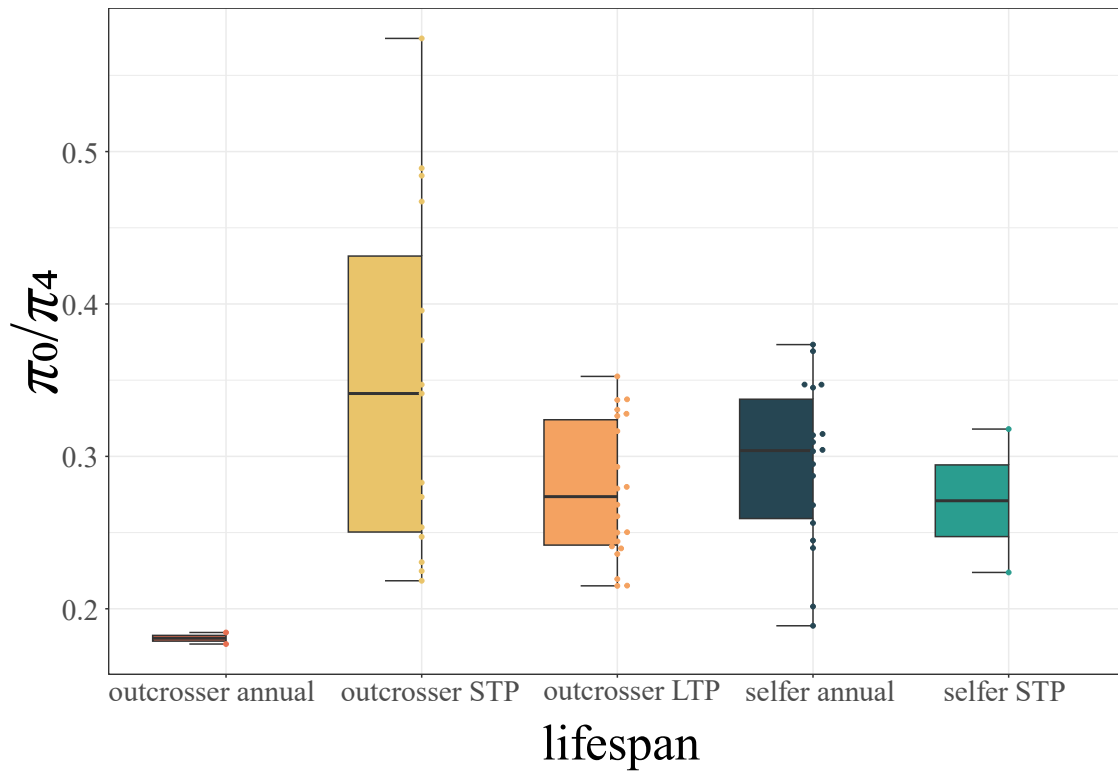 π0/π4
0.5
0.4
0.3
0.2
outcrosser annual outcrosser STP outcrosser LTP selfer annual selfer STP
lifespan